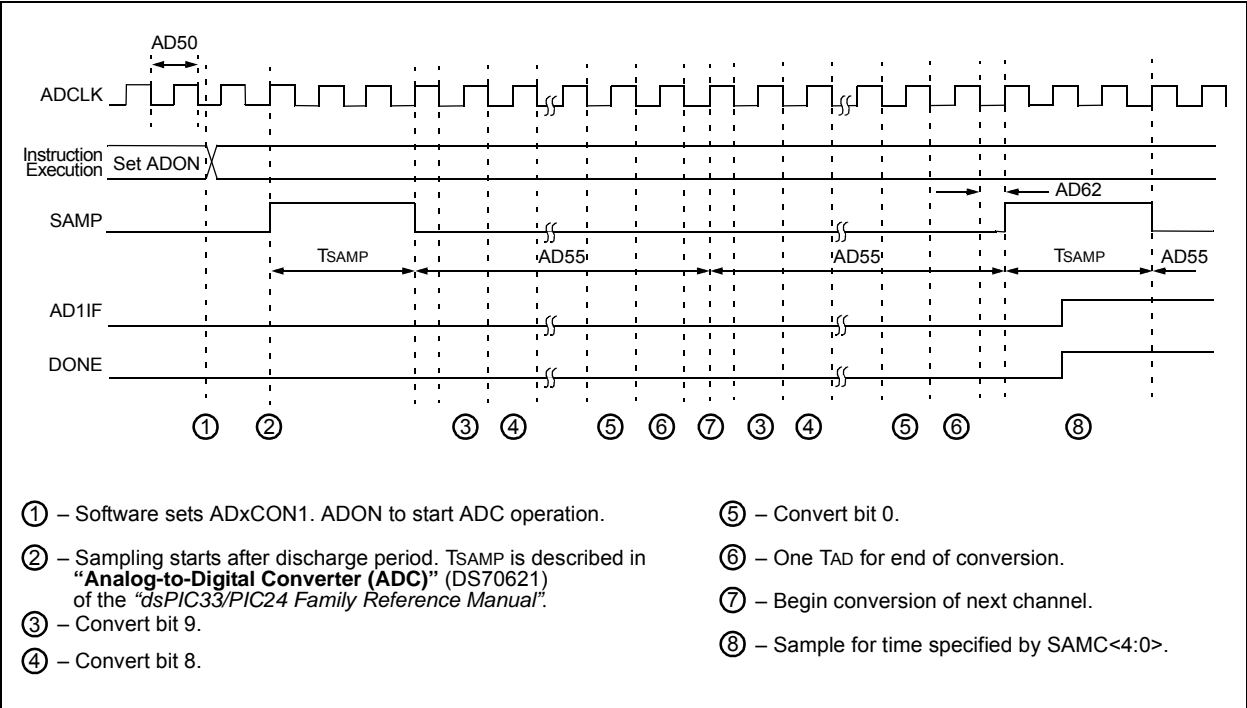 AD50
ADCLK
Instruction
Execution
Set ADON
AD62
SAMP
TSAMP
AD55
AD55
TSAMP
AD55
AD1IF
DONE
1
2
3
4
5
6
7
3
4
5
6
8
1 – Software sets ADxCON1. ADON to start ADC operation.
2 – Sampling starts after discharge period. TSAMP is described in
“Analog-to-Digital Converter (ADC)” (DS70621)
of the “dsPIC33/PIC24 Family Reference Manual”.
3 – Convert bit 9.
4 – Convert bit 8.
5 – Convert bit 0.
6 – One TAD for end of conversion.
7 – Begin conversion of next channel.
8 – Sample for time specified by SAMC<4:0>.